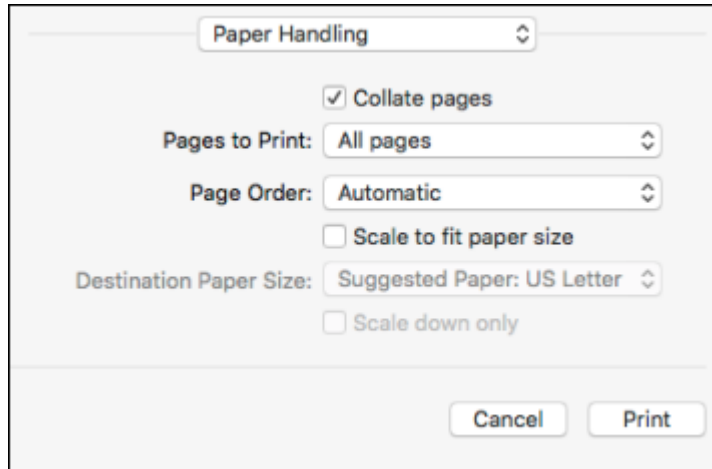 Paper Handling
Collate pages
Pages to Print: All pages
Page Order: Automatic
Scale to fit paper size
Destination Paper Size: Suggested Paper: US Letter
Scale down only
Cancel Print